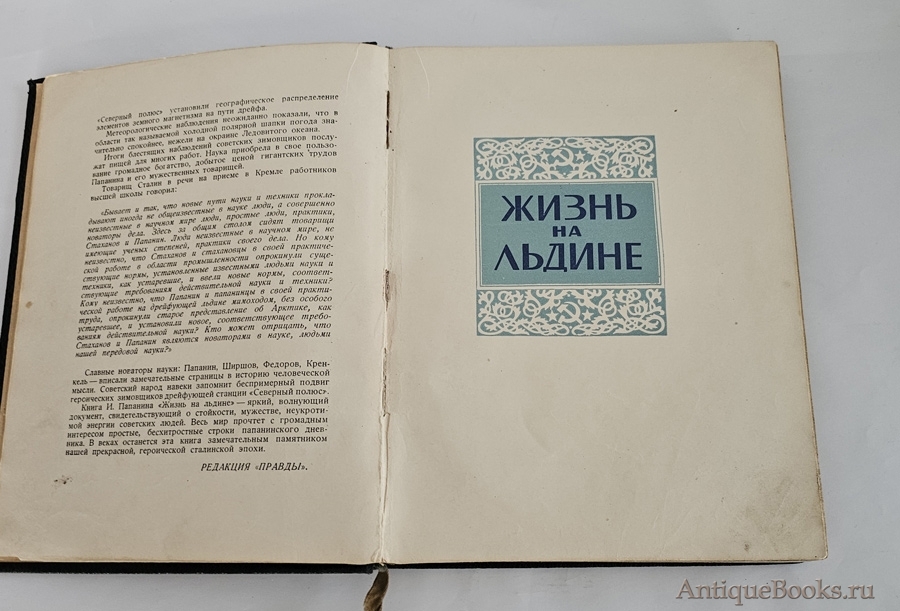 «Северный полюс» установили географическое распределение
элементов земного магнетизма на пути дрейфа.
Метеорологические наблюдения неожиданно показали, что в
области так называемой холодной полярной шапки погода зна-
чительно спокойнее, нежели на окраине Ледовитого океана.
Итоги блестящих наблюдений советских зимовщиков послу-
жат пищей для многих работ. Наука приобрела в свое пользо-
вание громадное богатство, добытое ценой гигантских трудов
Папанина и его мужественных товарищей.
Товарищ Сталин в речи на приеме в Кремле работников
высшей школы говорил:
«Бывает и так, что новые пути науки и техники прокла-
дывают иногда не общеизвестные в науке люди, а совершенно
неизвестные в научном мире люди, простые люди, практики,
новаторы дела. Здесь за общим столом сидят товарищи
Стаханов и Папанин. Люди неизвестные в научном мире, не
имеющие ученых степеней, практики своего дела. Но кому
неизвестно, что Стаханов и стахановцы в своей практиче-
ской работе в области промышленности опрокинули суще-
ствующие нормы, установленные известными людьми науки и
техники, как устаревшие, и ввели новые нормы, соответ-
ствующие требованиям действительной науки и техники?
Кому неизвестно, что Папанин и папанинцы в своей практи-
ческой работе на дрейфующей льдине мимоходом, без особого
труда, опрокинули старое представление об Арктике, как
устаревшее, и установили новое, соответствующее требо-
ваниям действительной науки? Кто может отрицать, что
Стаханов и Папанин являются новаторами в науке, людьми
нашей передовой науки?»
Славные новаторы науки: Папанин, Ширшов, Федоров, Крен-
кель — вписали замечательные страницы в историю человеческой
мысли. Советский народ навеки запомнит беспримерный подвиг
героических зимовщиков дрейфующей станции «Северный полюс».
Книга И. Папанина «Жизнь на льдине» — яркий, волнующий
документ, свидетельствующий о стойкости, мужестве, неукроти-
мой энергии советских людей. Весь мир прочтет с громадным
интересом простые, бесхитростные строки папанинского днев-
ника. В веках останется эта книга замечательным памятником
нашей прекрасной, героической сталинской эпохи.
РЕДАКЦИЯ «ПРАВДЫ».
ЖИЗНЬ
НА
ЛЬДИНЕ
AntiqueBooks.ru